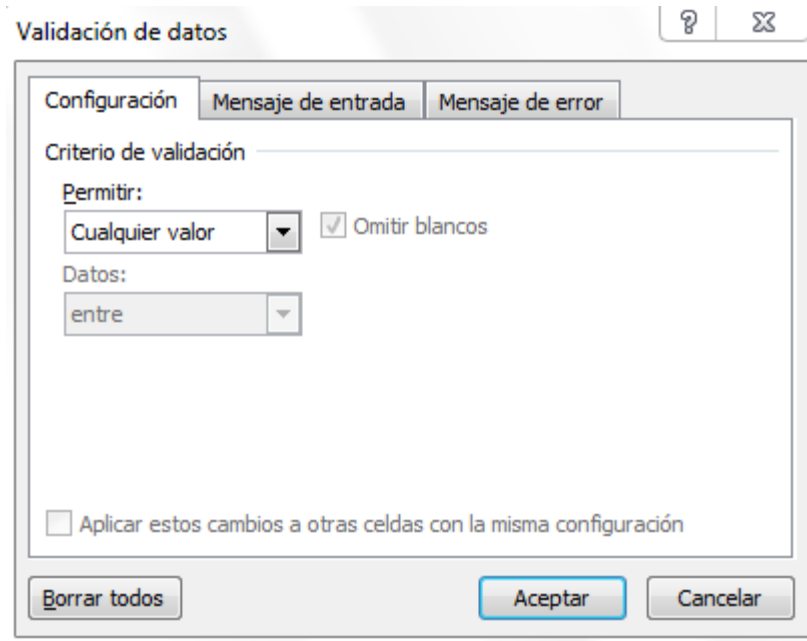 Validación de datos
Configuración Mensaje de entrada Mensaje de error
Criterio de validación
Permitir:
Cualquier valor Omitir blancos
Datos:
entre
Aplicar estos cambios a otras celdas con la misma configuración
Borrar todos Aceptar Cancelar